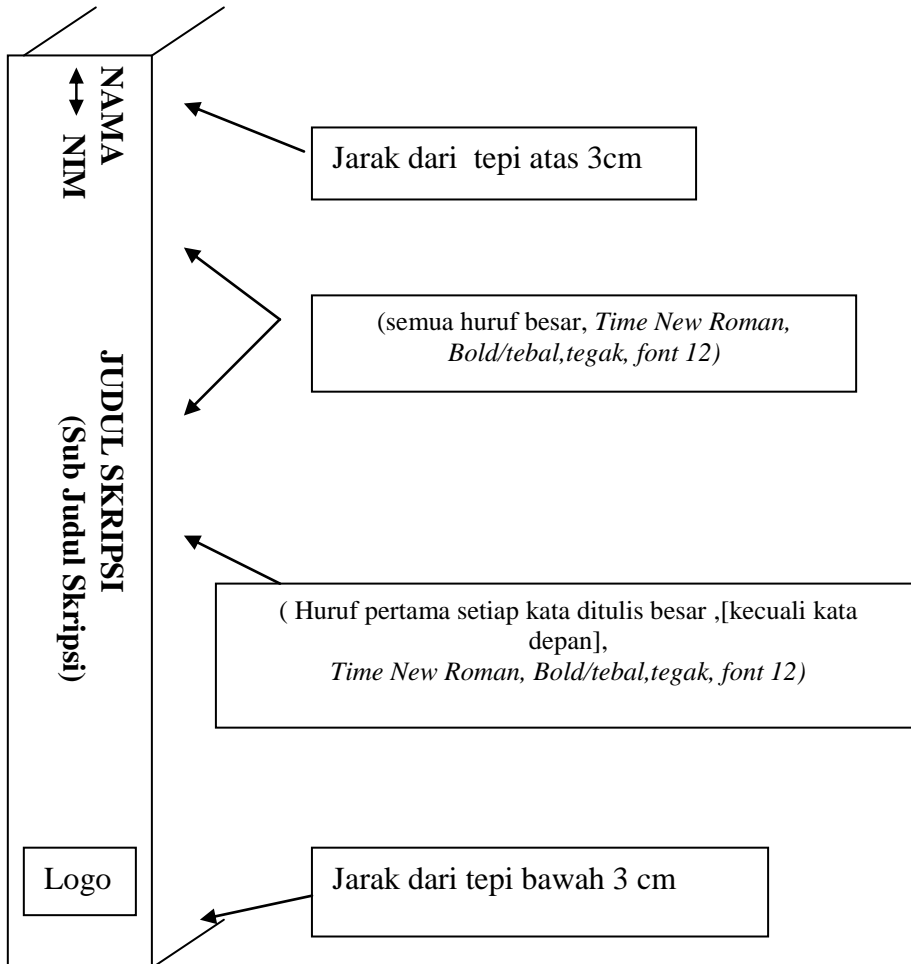 NAMA
NIM
Jarak dari tepi atas 3cm
(semua huruf besar, Time New Roman,
Bold/tebal,tegak, font 12)
JUDUL SKRIPSI
(Sub Judul Skripsi)
( Huruf pertama setiap kata ditulis besar ,[kecuali kata
depan],
Time New Roman, Bold/tebal,tegak, font 12)
Logo
Jarak dari tepi bawah 3 cm